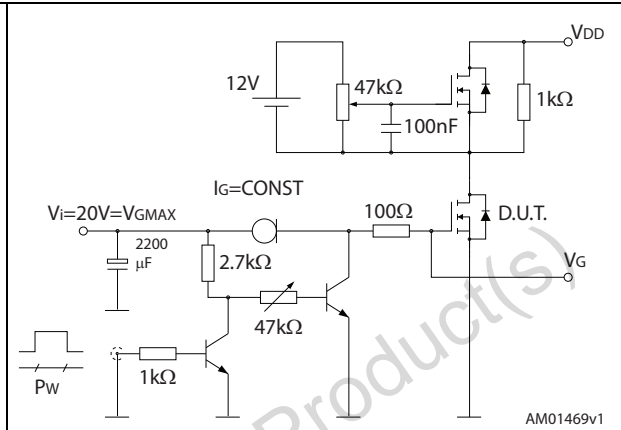 VDD
12V
47kΩ
1kΩ
100nF
IG=CONST
Vi=20V=VGMAX
100Ω
D.U.T.
2200
μF
2.7kΩ
VG
47kΩ
1kΩ
PW
Product(s)
AM01469v1